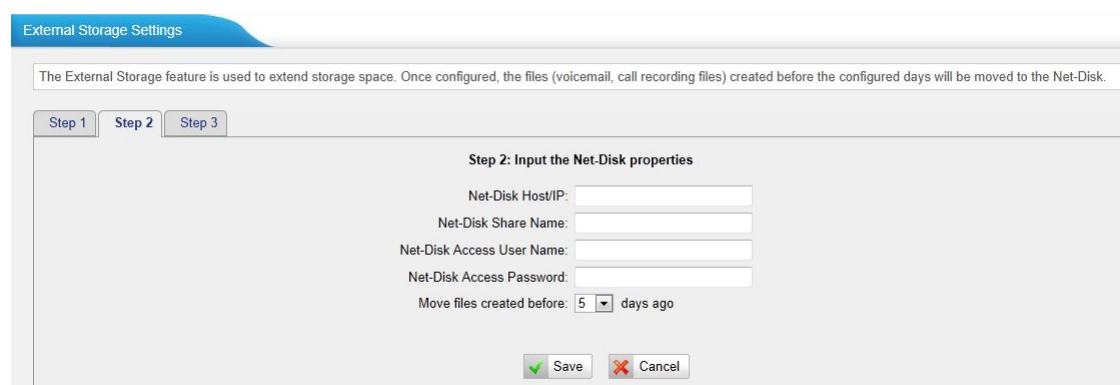 External Storage Settings
The External Storage feature is used to extend storage space. Once configured, the files (voicemail, call recording files) created before the configured days will be moved to the Net-Disk.
Step 1 Step 2 Step 3
Step 2: Input the Net-Disk properties
Net-Disk Host/IP:
Net-Disk Share Name:
Net-Disk Access User Name:
Net-Disk Access Password:
Move files created before: 5 days ago
Save Cancel